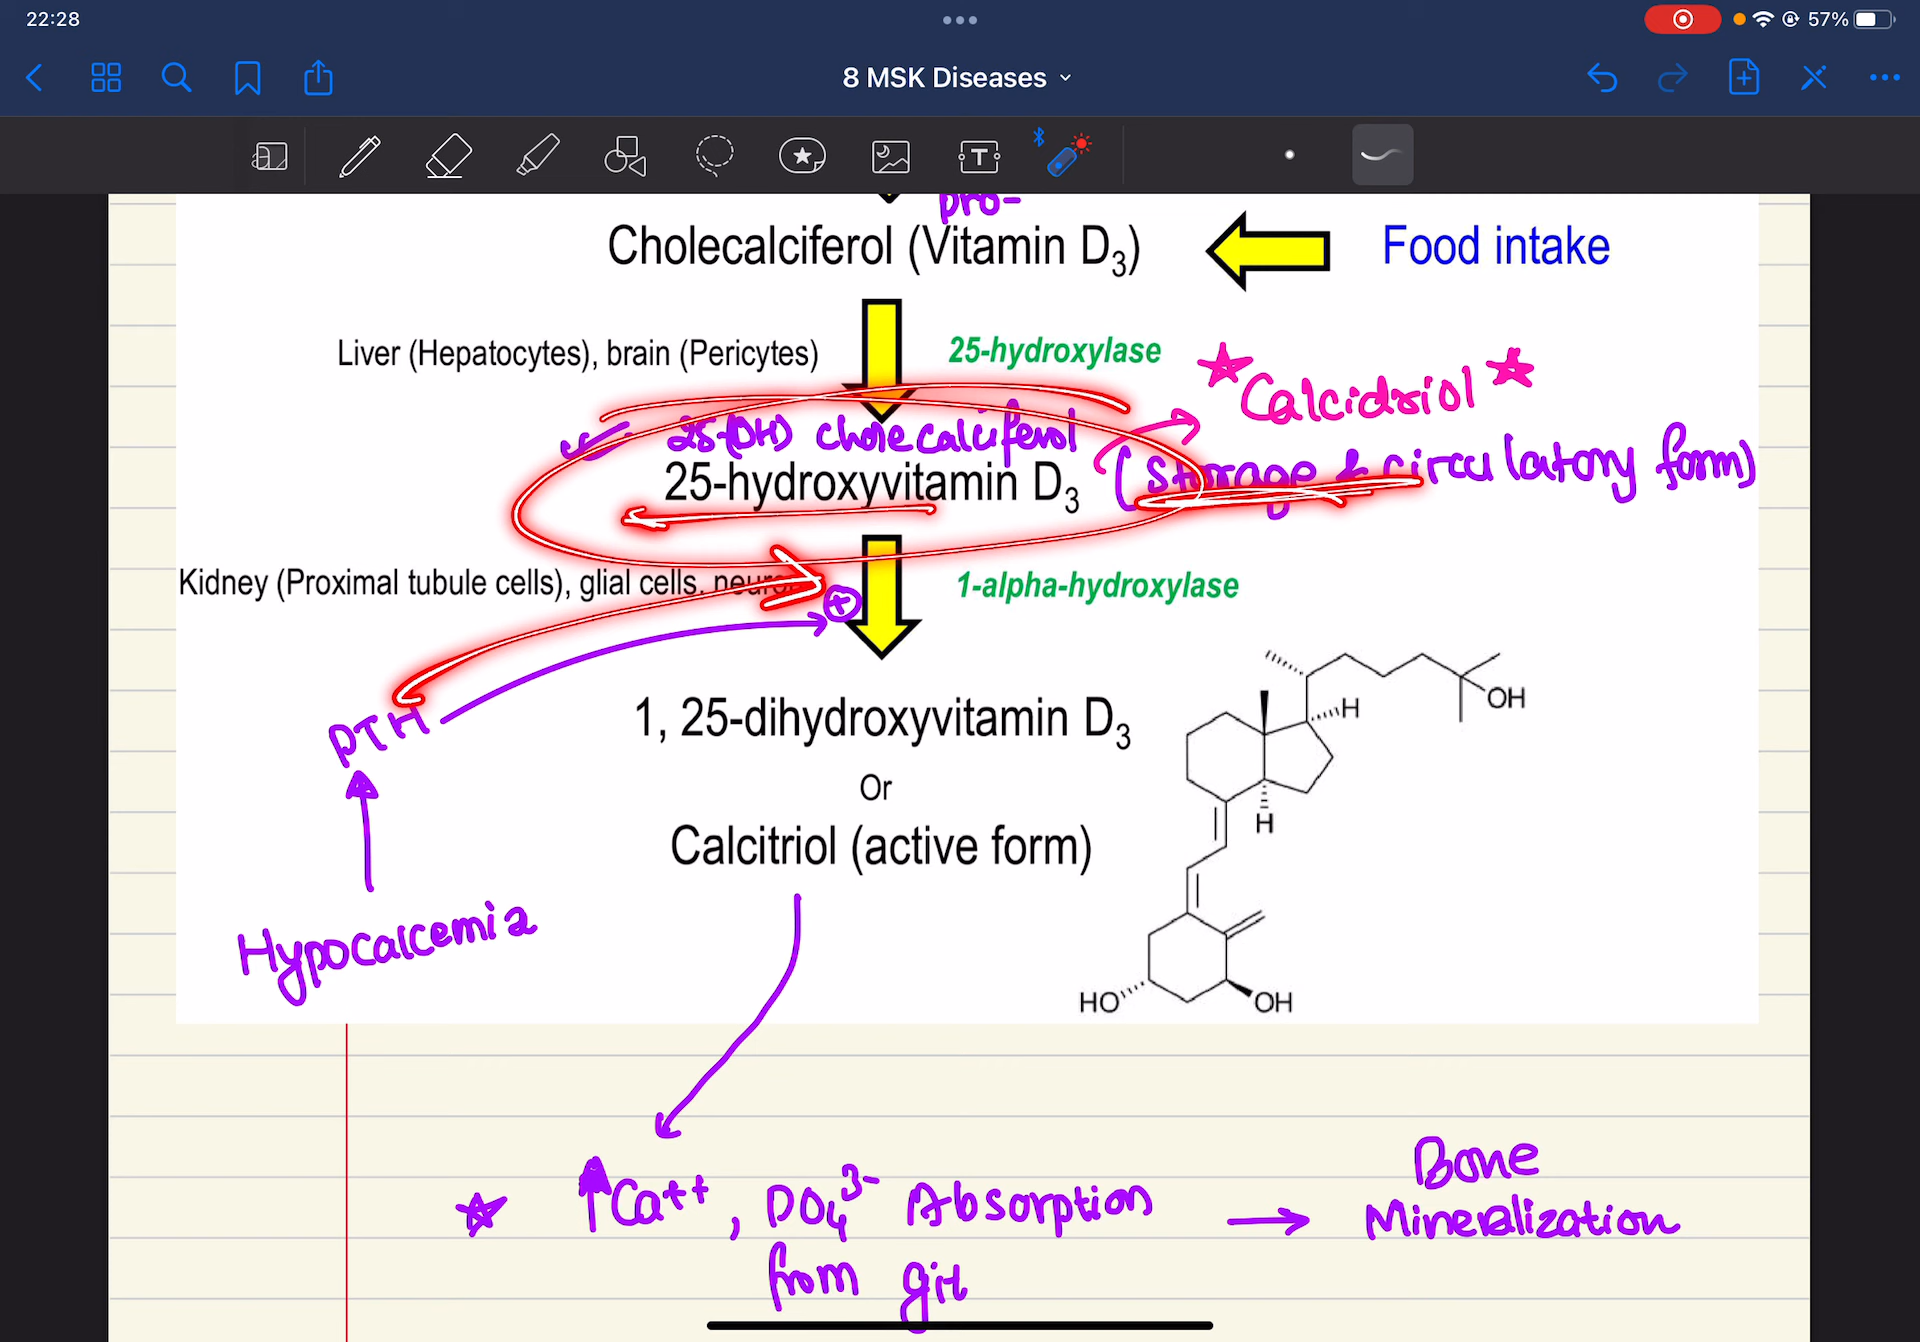 22:28
57%
8 MSK Diseases
T
pro-
Cholecalciferol (Vitamin D3)
Food intake
Liver (Hepatocytes), brain (Pericytes)
25-hydroxylase
Calcidriol
25-(OH) cholecalciferol
25-hydroxyvitamin D3
(Storage & circulatory form)
Kidney (Proximal tubule cells), glial cells,
1-alpha-hydroxylase
+
PTH
1, 25-dihydroxyvitamin D3
Or
Calcitriol (active form)
Hypocalcemia
OH
H
H
HO
OH
Ca++, PO4 3- Absorption
from git
Bone
Mineralization